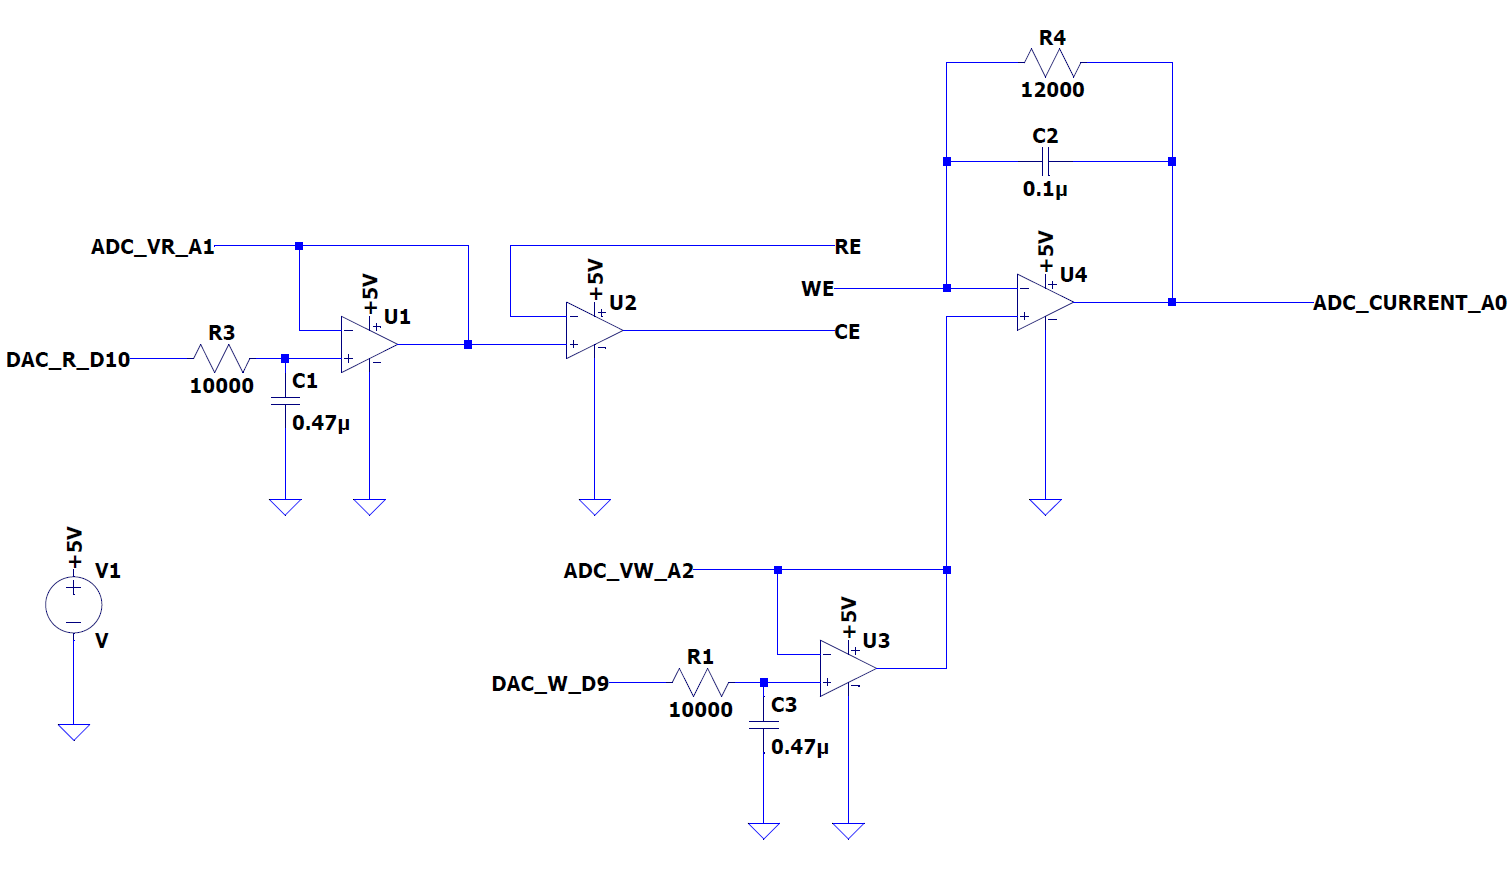 R4
12000
C2
0.1µ
ADC_VR_A1
+5V
U1
+5V
U2
RE
WE
+5V
U4
CE
ADC_CURRENT_A0
DAC_R_D10
R3
10000
C1
0.47µ
+5V
V1
V
ADC_VW_A2
+5V
U3
DAC_W_D9
R1
10000
C3
0.47µ